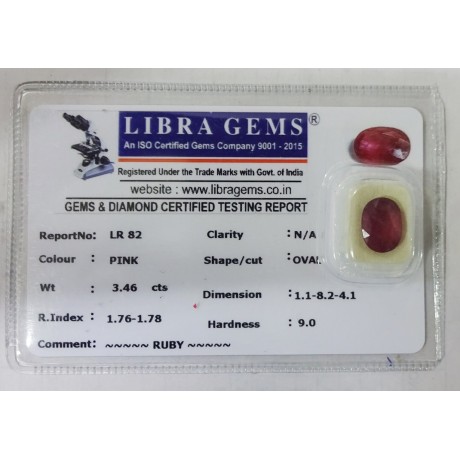 LIBRA GEMS ®
An ISO Certified Gems Company 9001 - 2015
Registered Under the Trade Marks with Govt. of India
website : www.libragems.co.in
GEMS & DIAMOND CERTIFIED TESTING REPORT
ReportNo: LR 82 Clarity : N/A
Colour : PINK Shape/cut :
Wt : 3.46 cts Dimension : 1.1-8.2-4.1
R.Index : 1.76-1.78 Hardness : 9.0
Comment: ~~~~~ RUBY ~~~~~